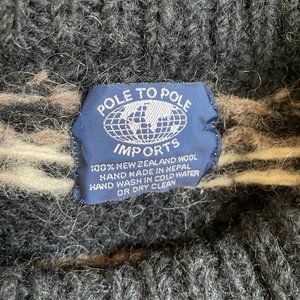 POLE TO POLE
IMPORTS
100% NEW ZEALAND WOOL
HAND MADE IN NEPAL
HAND WASH IN COLD WATER
OR DRY CLEAN